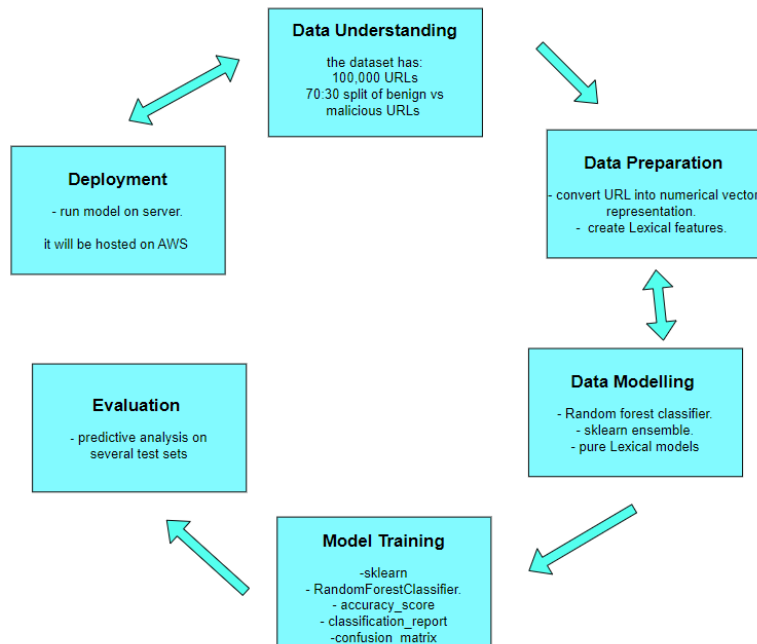 Data Understanding
the dataset has:
100,000 URLs
70:30 split of benign vs
malicious URLs
Data Preparation
- convert URL into numerical vector
representation.
- create Lexical features.
Data Modelling
- Random forest classifier.
- sklearn ensemble.
- pure Lexical models
Model Training
-sklearn
- RandomForestClassifier.
- accuracy_score
- classification_report
-confusion_matrix
Evaluation
- predictive analysis on
several test sets
Deployment
- run model on server.
it will be hosted on AWS